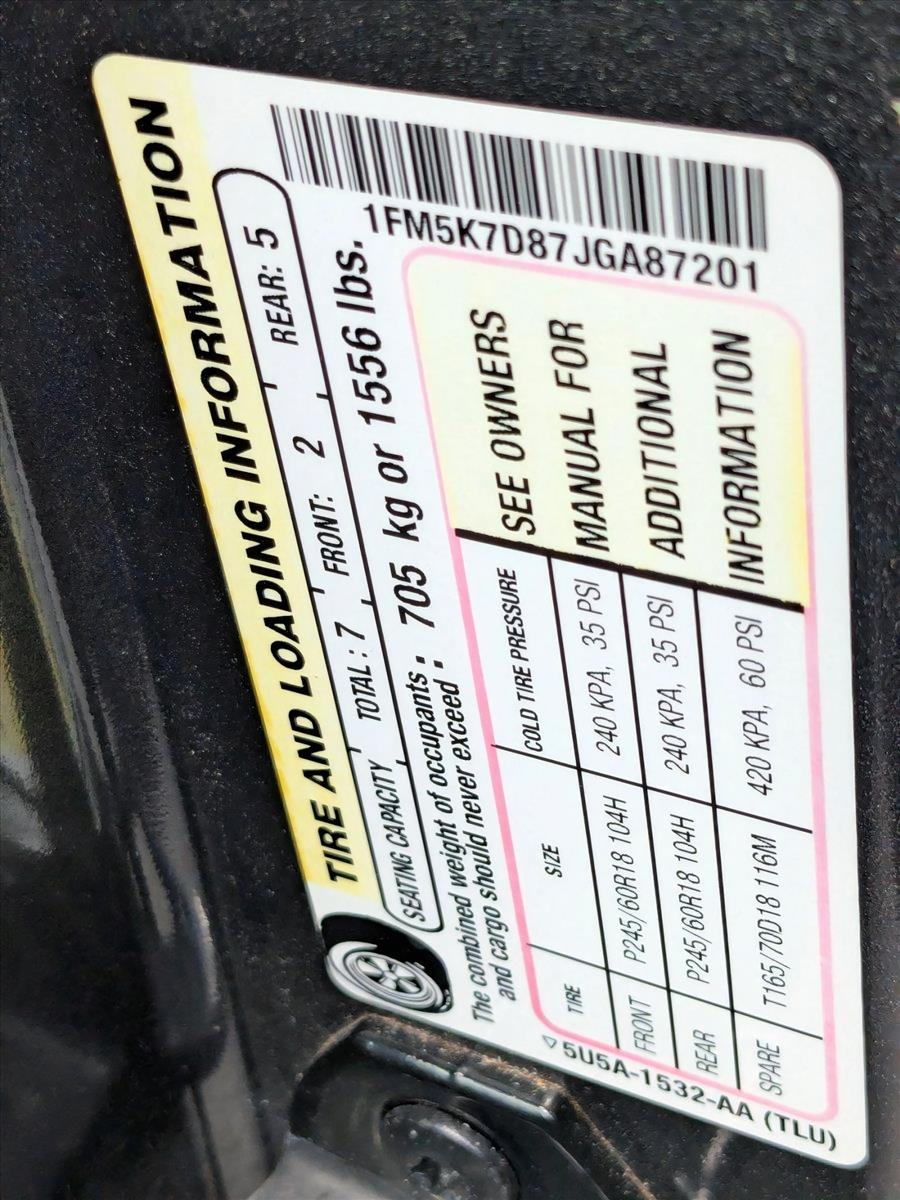 TIRE AND LOADING INFORMATION
SEATING CAPACITY TOTAL: 7 FRONT: 2 REAR: 5
The combined weight of occupants
and cargo should never exceed : 705 kg or 1556 lbs.
1FM5K7D87JGA87201
TIRE SIZE COLD TIRE PRESSURE
FRONT P245/60R18 104H 240 KPA, 35 PSI
REAR P245/60R18 104H 240 KPA, 35 PSI
SPARE T165/70D18 116M 420 KPA, 60 PSI
SEE OWNERS
MANUAL FOR
ADDITIONAL
INFORMATION
5U5A-1532-AA (TLU)